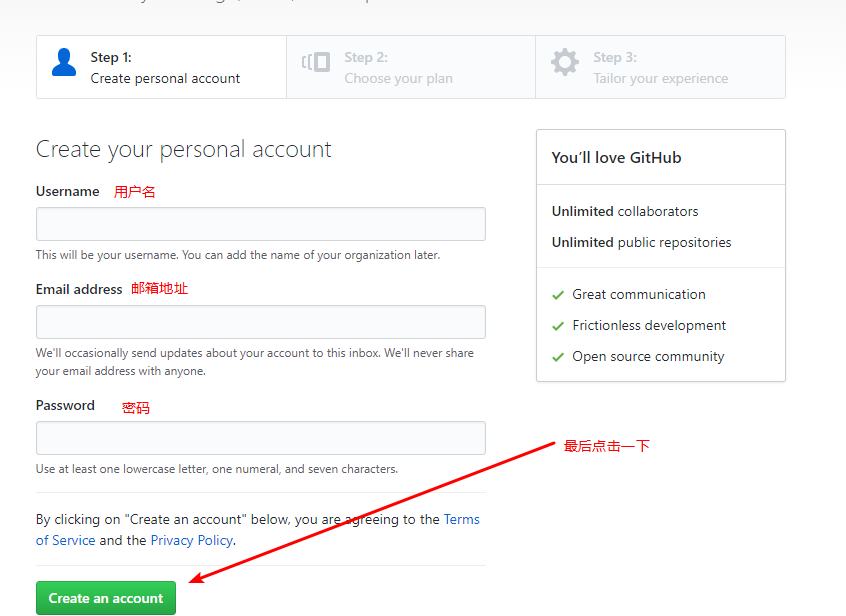 Step 1:
Create personal account
Step 2:
Choose your plan
Step 3:
Tailor your experience
Create your personal account
Username 用户名
This will be your username. You can add the name of your organization later.
Email address 邮箱地址
We'll occasionally send updates about your account to this inbox. We'll never share
your email address with anyone.
Password 密码
Use at least one lowercase letter, one numeral, and seven characters.
最后点击一下
By clicking on "Create an account" below, you are agreeing to the Terms
of Service and the Privacy Policy.
Create an account
You'll love GitHub
Unlimited collaborators
Unlimited public repositories
Great communication
Frictionless development
Open source community